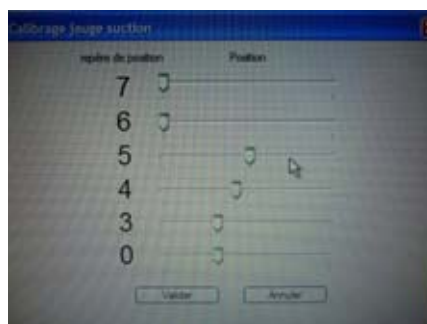 Calibrage jauge suction
repère de position Position
7
6
5
4
3
0
Valider Annuler